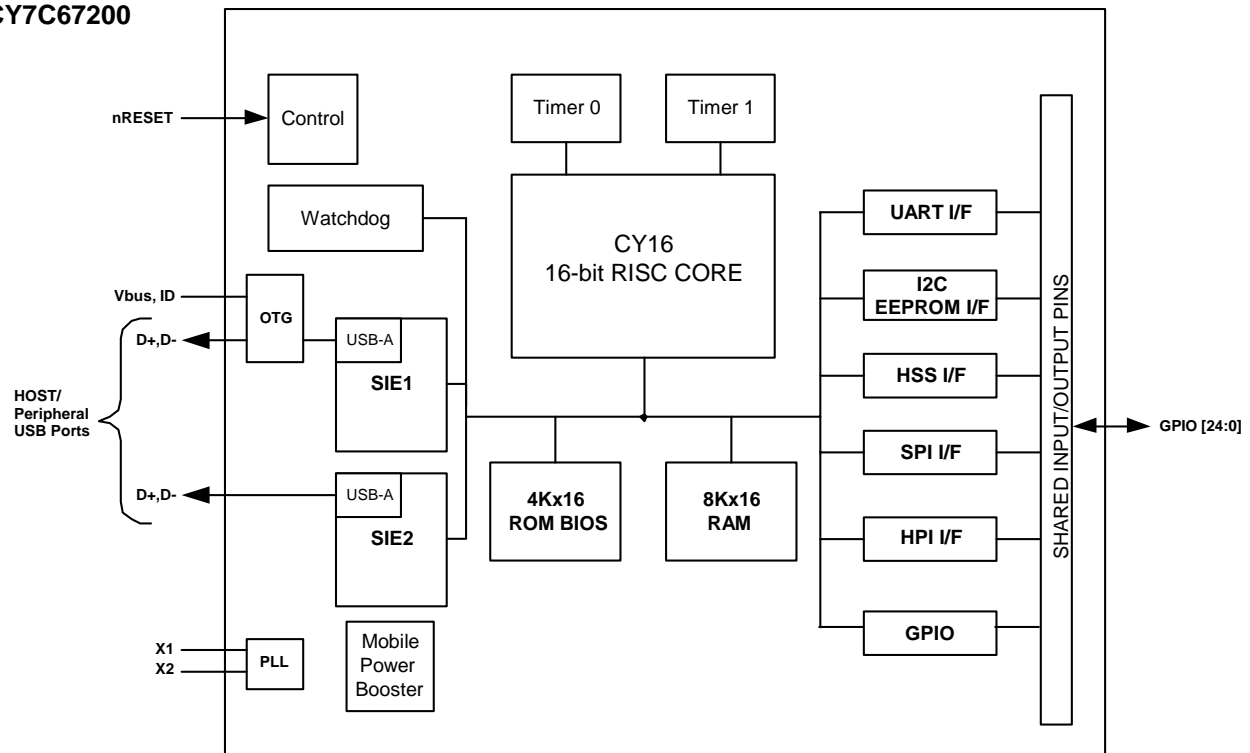 CY7C67200
nRESET
Control
Timer 0
Timer 1
Watchdog
CY16
16-bit RISC CORE
UART I/F
I2C
EEPROM I/F
HSS I/F
SPI I/F
HPI I/F
GPIO
SHARED INPUT/OUTPUT PINS
GPIO [24:0]
Vbus, ID
OTG
D+,D-
USB-A
SIE1
HOST/
Peripheral
USB Ports
D+,D-
USB-A
SIE2
4Kx16
ROM BIOS
8Kx16
RAM
X1
X2
PLL
Mobile
Power
Booster